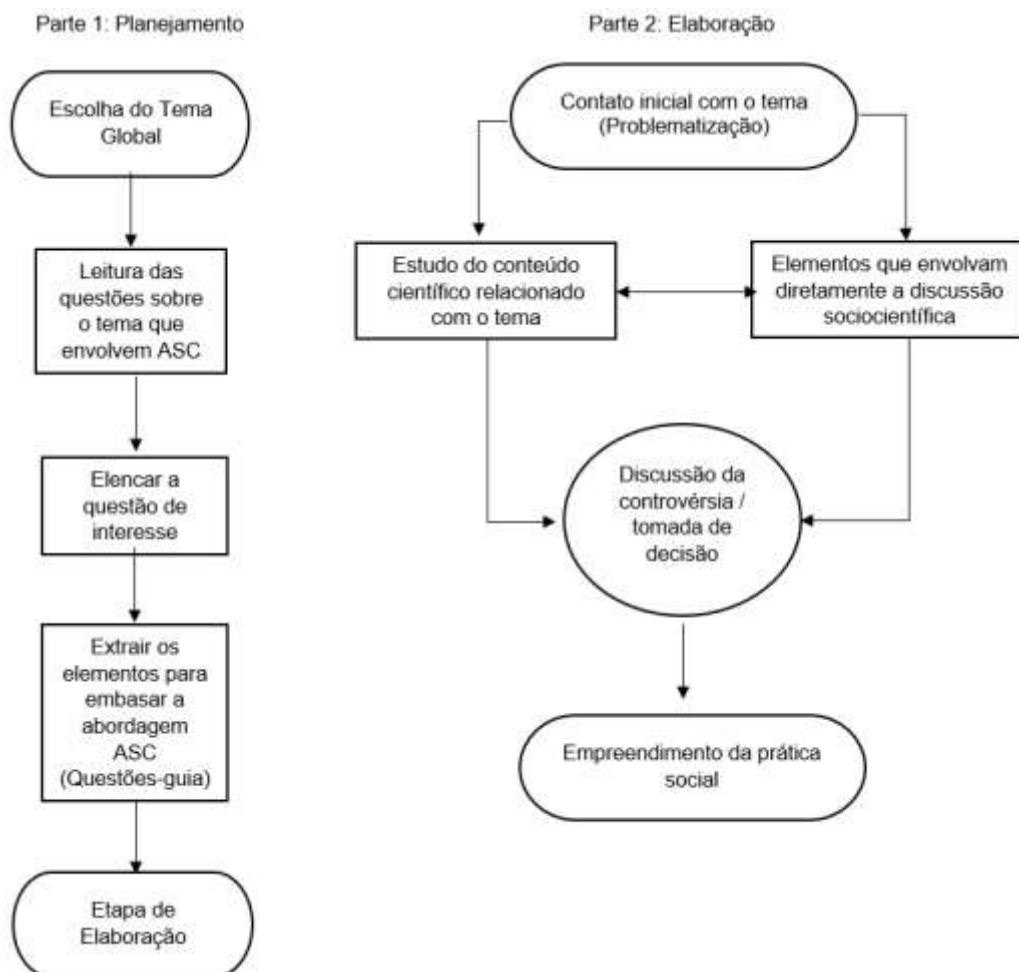 Parte 1: Planejamento
Escolha do Tema
Global
Leitura das
questões sobre
o tema que
envolvem ASC
Elencar a
questão de
interesse
Extrair os
elementos para
embasar a
abordagem
ASC
(Questões-guia)
Etapa de
Elaboração
Parte 2: Elaboração
Contato inicial com o tema
(Problematização)
Estudo do conteúdo
científico relacionado
com o tema
Elementos que envolvam
diretamente a discussão
sociocientífica
Discussão da
controvérsia /
tomada de
decisão
Empreendimento da prática
social